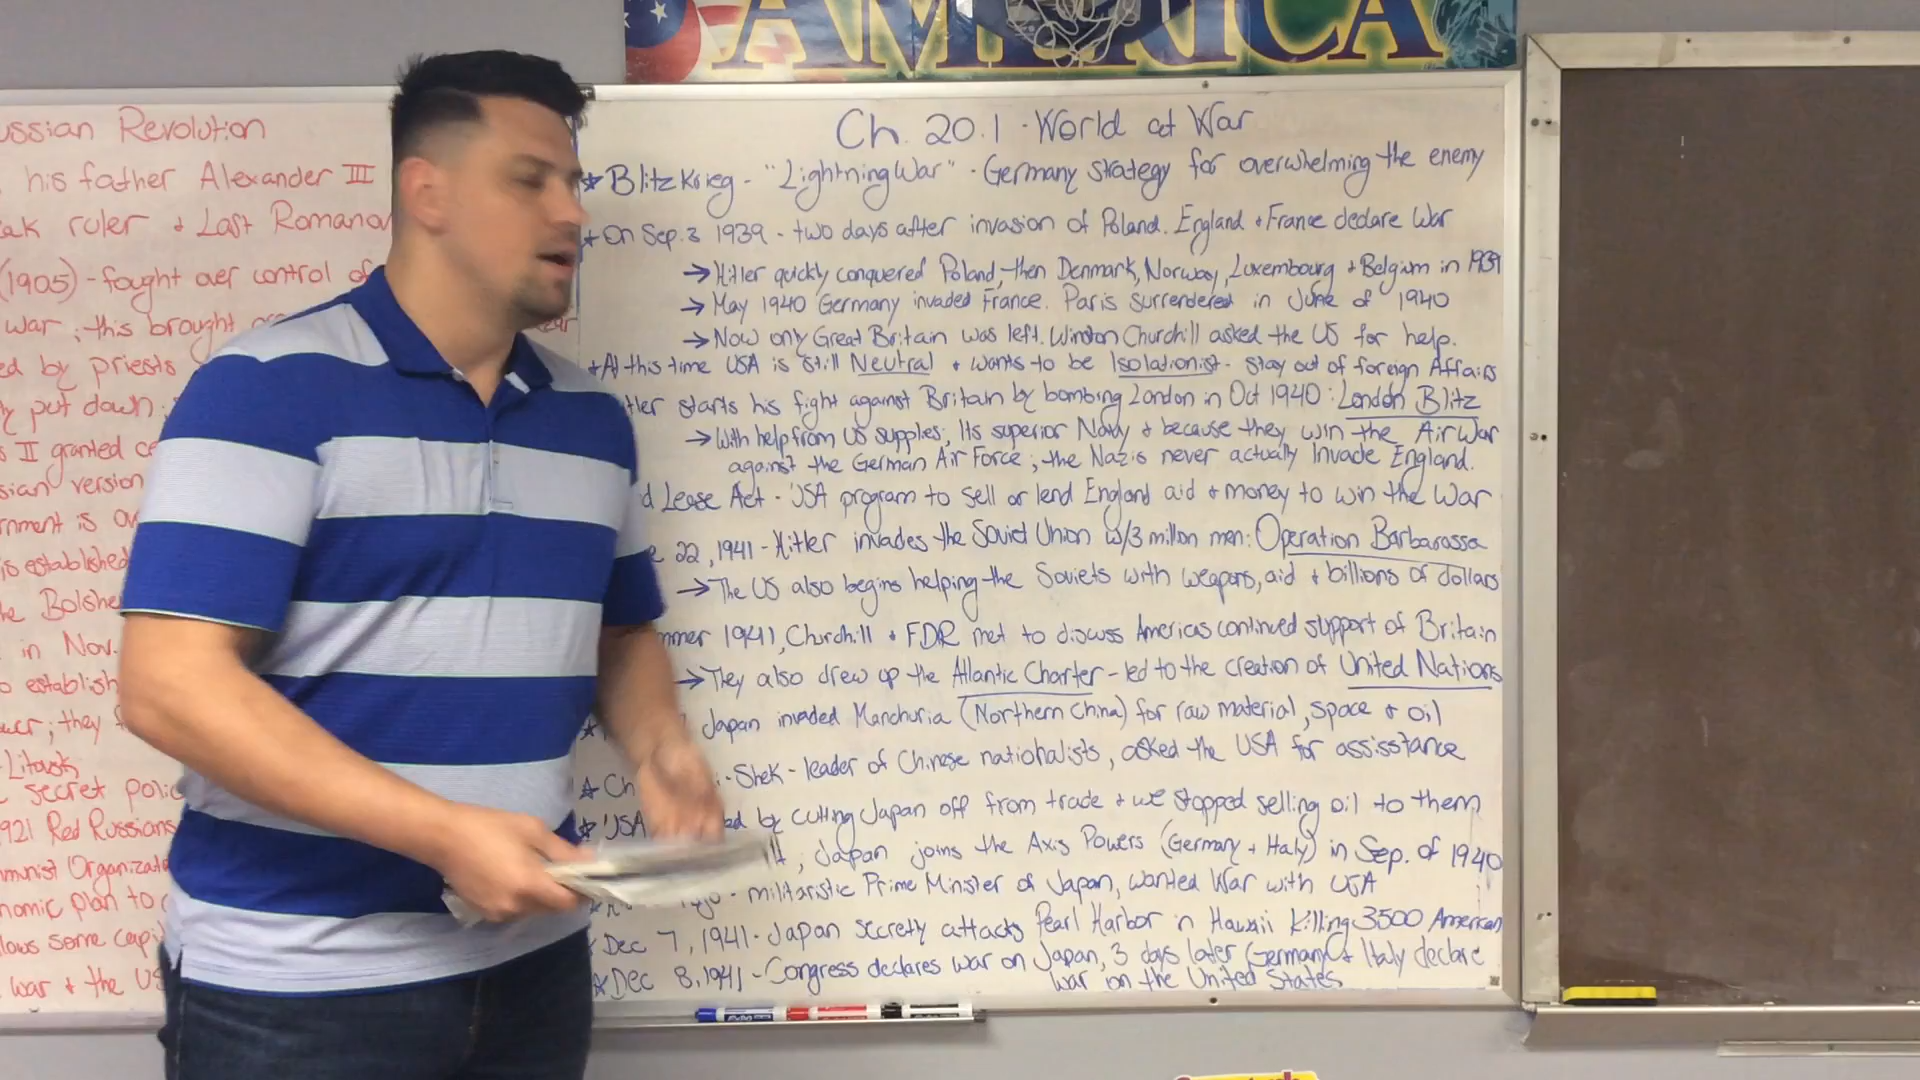 AMERICA
ussian Revolution
his father Alexander III
eak ruler + Last Romanov
(1905) - fought over control of
war ; this brought
ed by priests
y put down
s II granted ce
sian version
rnment is ov
is established
he Bolshe
in Nov.
o establish
wer ; they f
-Litovsk
secret polic
1921 Red Russians
mmunist Organizati
nomic plan to
lows some capi
war + the US
Ch. 20.1 - World at War
* Blitzkrieg - "Lightning War" - Germany strategy for overwhelming the enemy
* On Sep. 3 1939 - two days after invasion of Poland. England + France declare War
→ Hitler quickly conquered Poland, then Denmark, Norway, Luxembourg + Belgium in 1939
→ May 1940 Germany invaded France. Paris surrendered in June of 1940
→ Now only Great Britain was left. Winston Churchill asked the US for help.
* At this time USA is still Neutral + wants to be Isolationist - stay out of foreign Affairs
tler starts his fight against Britain by bombing London in Oct 1940 : London Blitz
→ With help from US supplies, Its superior Navy + because they win the Air War
against the German Air Force ; the Nazis never actually Invade England.
d Lease Act - USA program to sell or lend England aid + money to win the War
e 22, 1941 - Hitler invades the Soviet Union w/3 millon men : Operation Barbarossa
→ The US also begins helping the Soviets with weapons, aid + billions of dollars
mmer 1941, Churchill + FDR met to discuss Americas continued support of Britain
→ They also drew up the Atlantic Charter - led to the creation of United Nations
* Japan invaded Manchuria (Northern China) for raw material, space + oil
* Ch i-Shek - leader of Chinese nationalists, asked the USA for assisstance
* USA ed by cutting Japan off from trade + we stopped selling oil to them
lt, Japan joins the Axis Powers (Germany + Italy) in Sep. of 1940
ojo - militaristic Prime Minister of Japan, wanted War with USA
* Dec 7, 1941 - Japan secretly attacks Pearl Harbor in Hawaii killing 3500 American
* Dec 8, 1941 - Congress declares war on Japan, 3 days later Germany + Italy declare
war on the United States